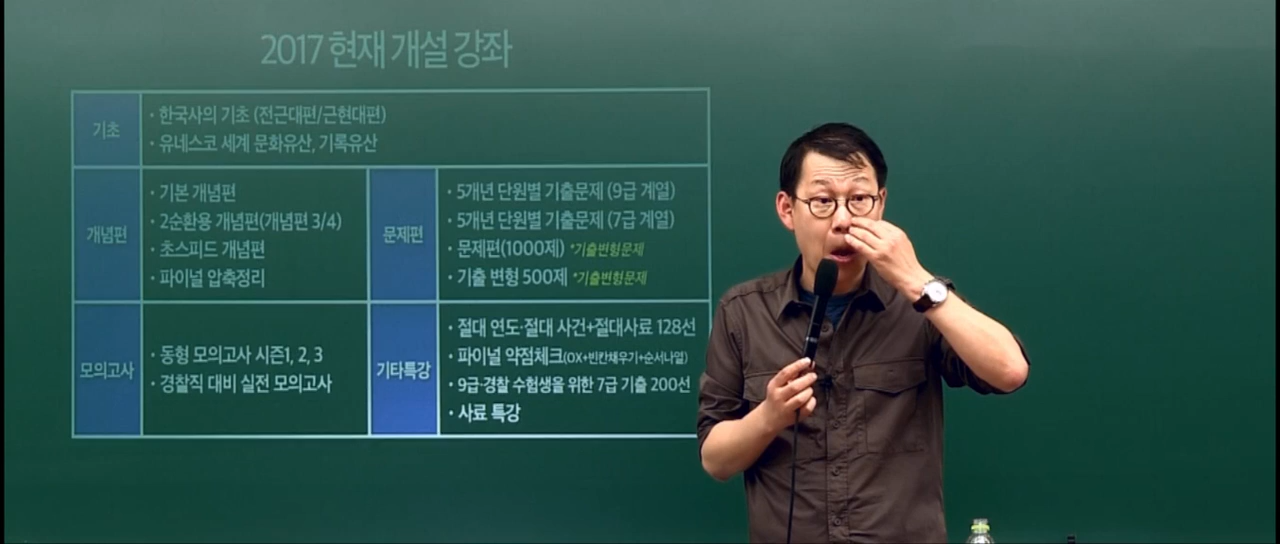 2017 현재 개설 강좌
기초
· 한국사의 기초 (전근대편/근현대편)
· 유네스코 세계 문화유산, 기록유산
개념편
· 기본 개념편
· 2순환용 개념편(개념편 3/4)
· 초스피드 개념편
· 파이널 압축정리
문제편
· 5개년 단원별 기출문제 (9급 계열)
· 5개년 단원별 기출문제 (7급 계열)
· 문제편(1000제) *기출변형문제
· 기출 변형 500제 *기출변형문제
모의고사
· 동형 모의고사 시즌1, 2, 3
· 경찰직 대비 실전 모의고사
기타특강
· 절대 연도·절대 사건+절대사료 128선
· 파이널 약점체크(OX+빈칸채우기+순서나열)
· 9급·경찰 수험생을 위한 7급 기출 200선
· 사료 특강